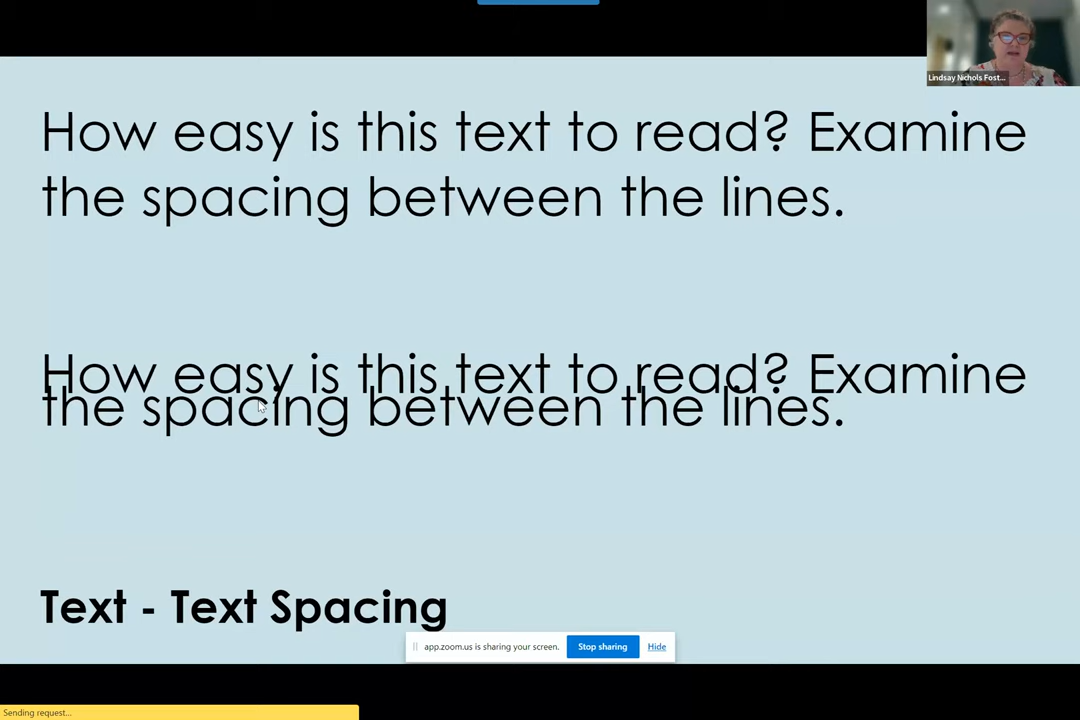 Lindsay Nichols Fost...
How easy is this text to read? Examine
the spacing between the lines.
How easy is this text to read? Examine
the spacing between the lines.
Text - Text Spacing
app.zoom.us is sharing your screen. Stop sharing Hide
Sending request...